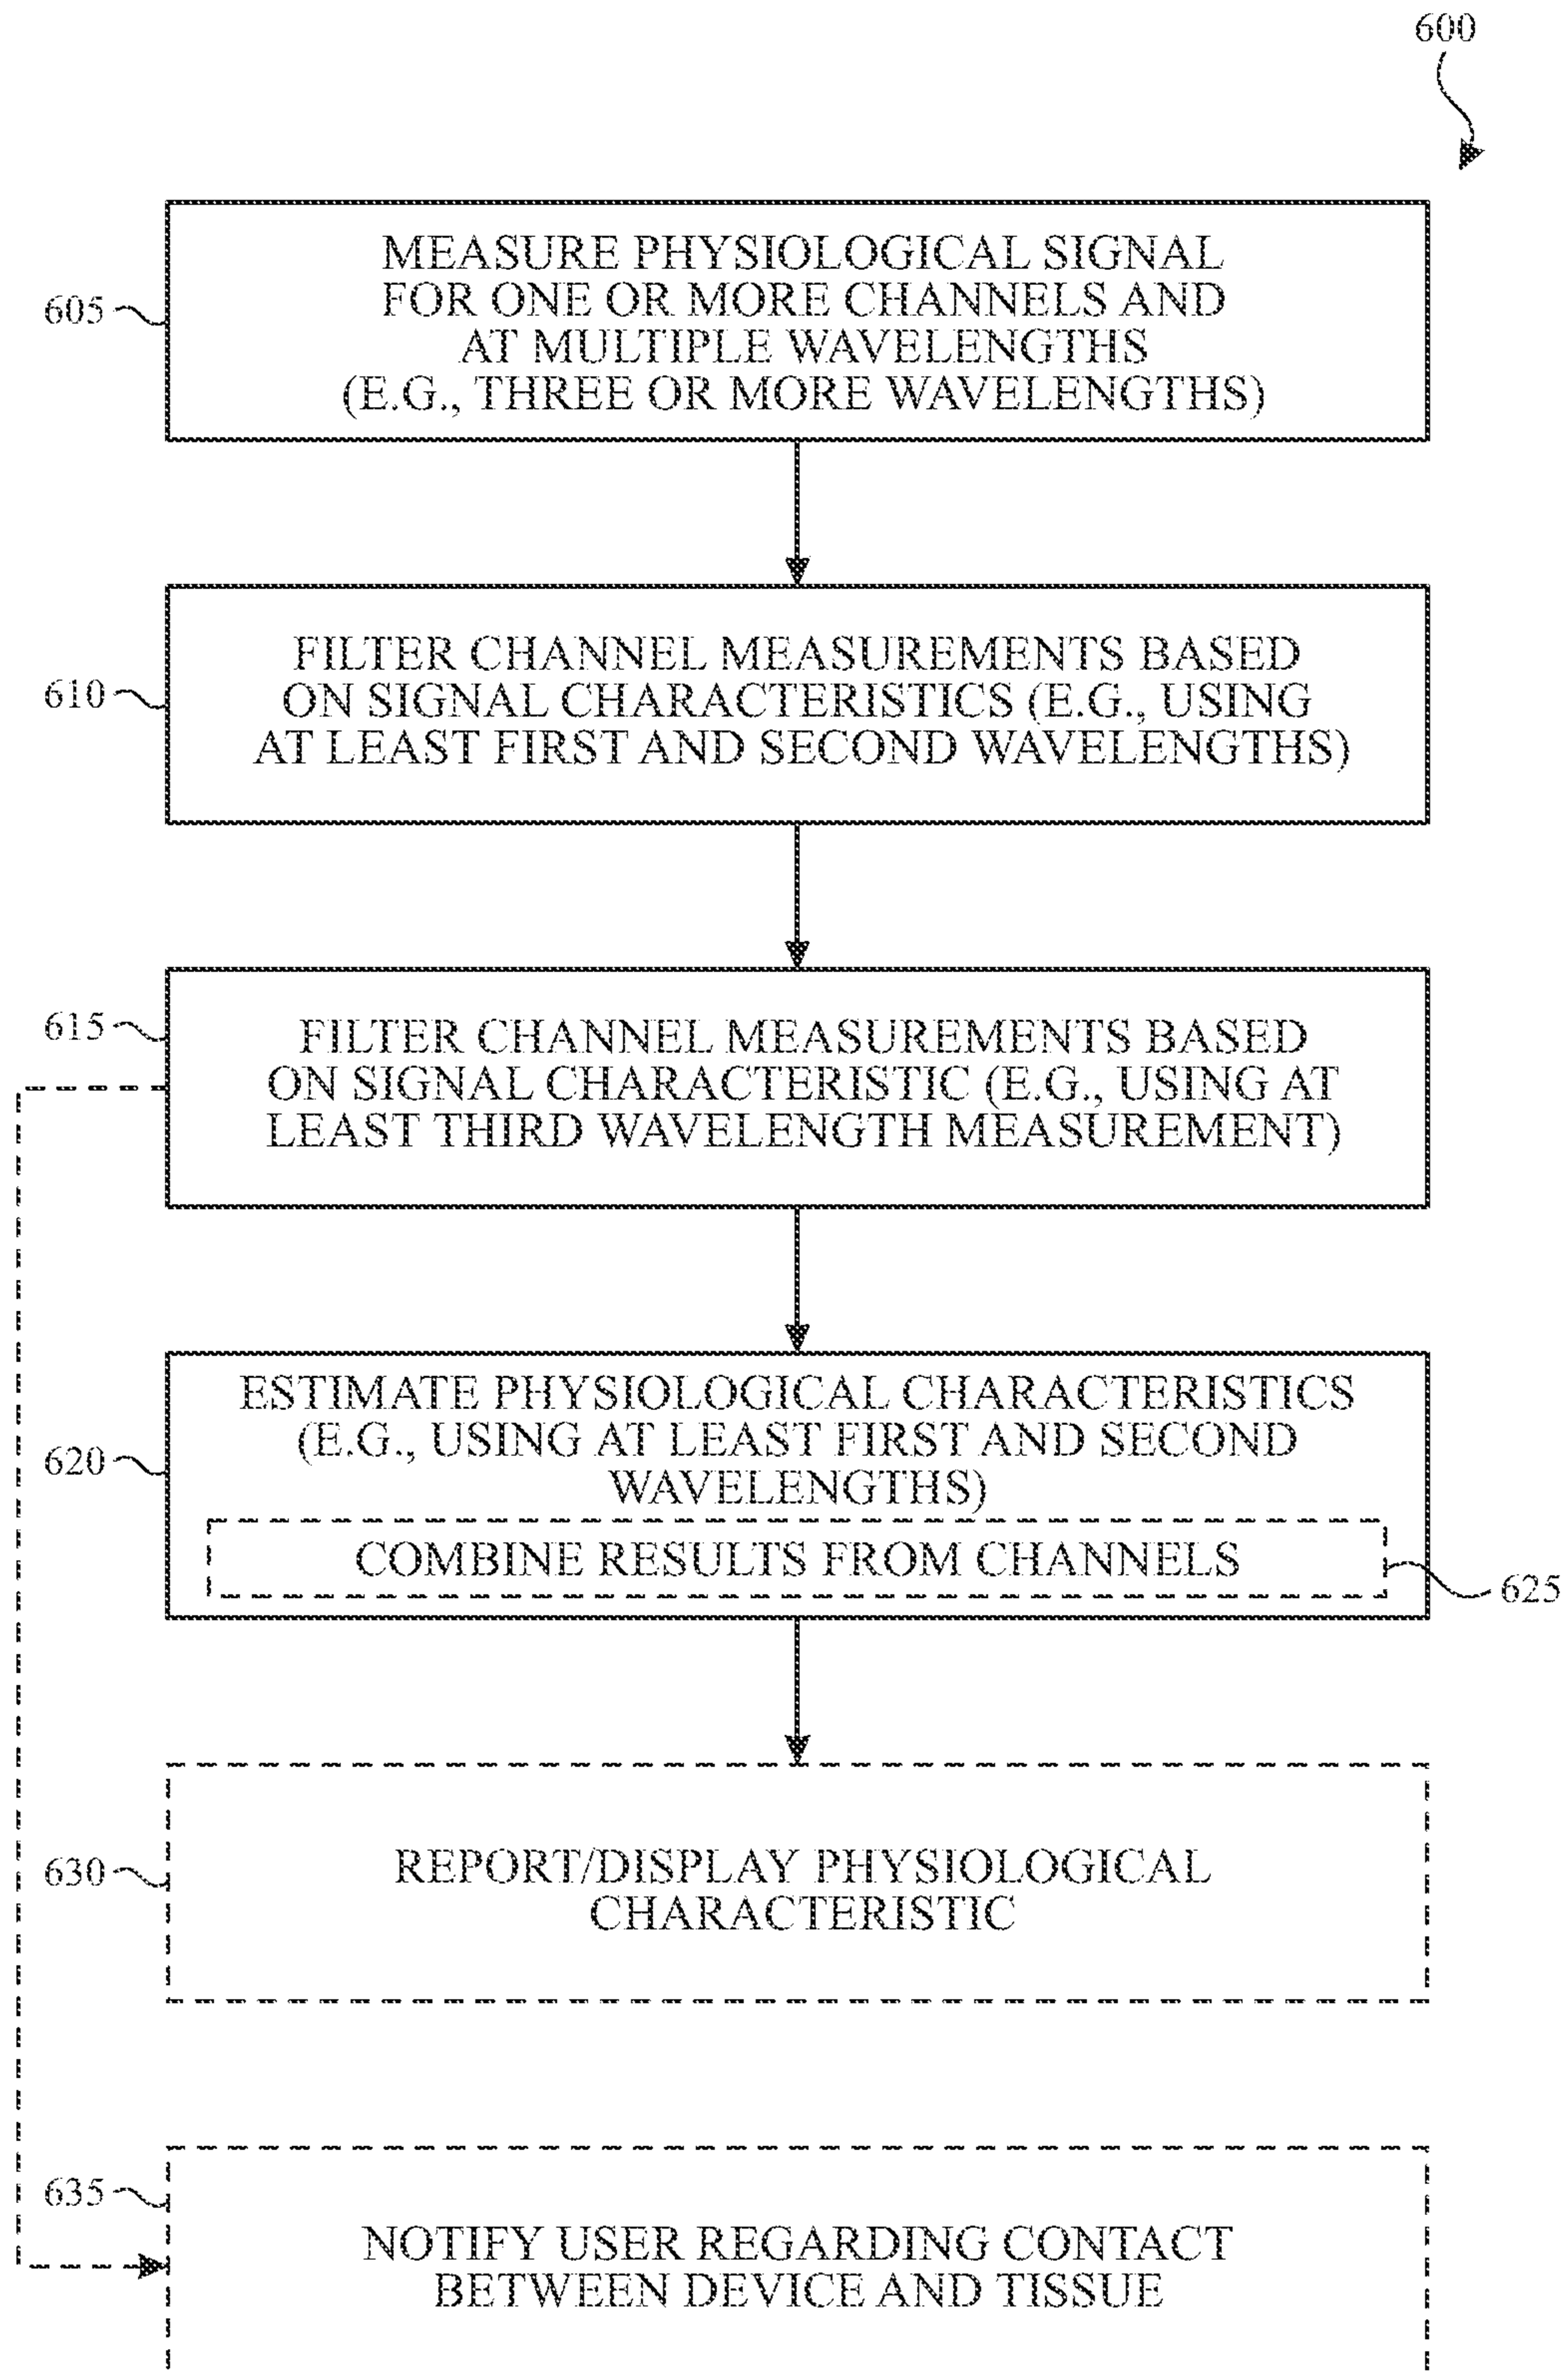 600
MEASURE PHYSIOLOGICAL SIGNAL
FOR ONE OR MORE CHANNELS AND
AT MULTIPLE WAVELENGTHS
(E.G., THREE OR MORE WAVELENGTHS)
605
FILTER CHANNEL MEASUREMENTS BASED
ON SIGNAL CHARACTERISTICS (E.G., USING
AT LEAST FIRST AND SECOND WAVELENGTHS)
610
FILTER CHANNEL MEASUREMENTS BASED
ON SIGNAL CHARACTERISTIC (E.G., USING AT
LEAST THIRD WAVELENGTH MEASUREMENT)
615
ESTIMATE PHYSIOLOGICAL CHARACTERISTICS
(E.G., USING AT LEAST FIRST AND SECOND
WAVELENGTHS)
620
COMBINE RESULTS FROM CHANNELS
625
REPORT/DISPLAY PHYSIOLOGICAL
CHARACTERISTIC
630
635
NOTIFY USER REGARDING CONTACT
BETWEEN DEVICE AND TISSUE